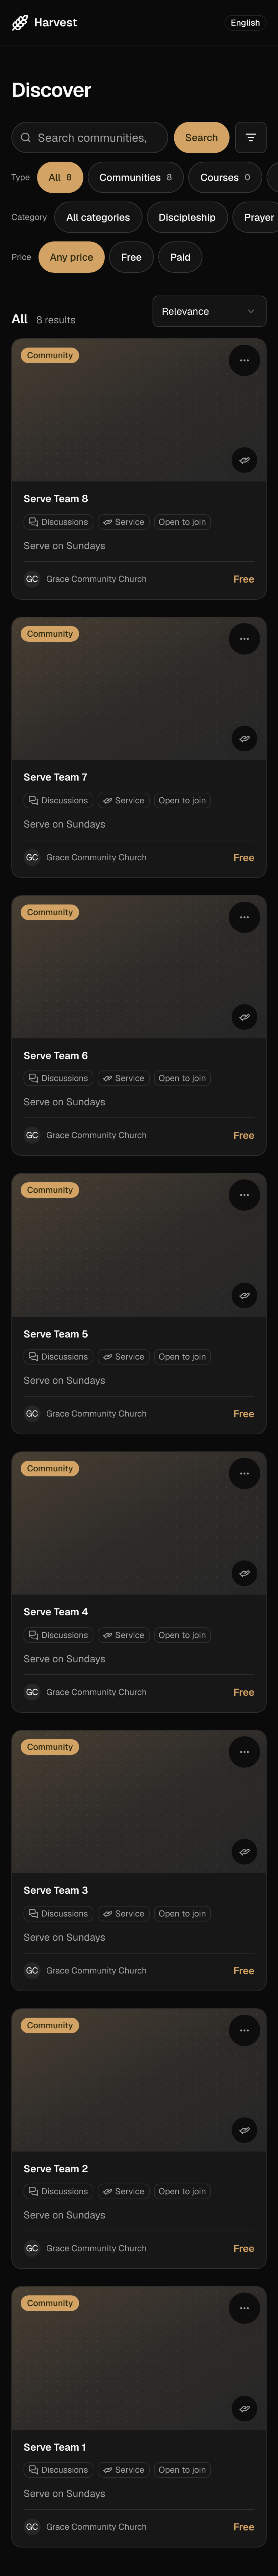 Harvest
English
Discover
Search communities,
Search
Type
All 8
Communities 8
Courses 0
Category
All categories
Discipleship
Prayer
Price
Any price
Free
Paid
All 8 results
Relevance
Community
Serve Team 8
Discussions
Service
Open to join
Serve on Sundays
GC Grace Community Church
Free
Community
Serve Team 7
Discussions
Service
Open to join
Serve on Sundays
GC Grace Community Church
Free
Community
Serve Team 6
Discussions
Service
Open to join
Serve on Sundays
GC Grace Community Church
Free
Community
Serve Team 5
Discussions
Service
Open to join
Serve on Sundays
GC Grace Community Church
Free
Community
Serve Team 4
Discussions
Service
Open to join
Serve on Sundays
GC Grace Community Church
Free
Community
Serve Team 3
Discussions
Service
Open to join
Serve on Sundays
GC Grace Community Church
Free
Community
Serve Team 2
Discussions
Service
Open to join
Serve on Sundays
GC Grace Community Church
Free
Community
Serve Team 1
Discussions
Service
Open to join
Serve on Sundays
GC Grace Community Church
Free